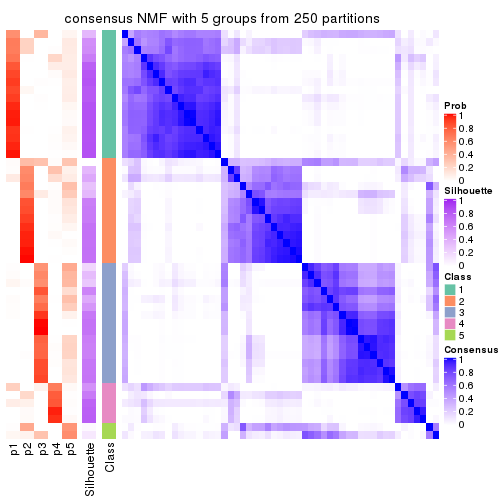 consensus NMF with 5 groups from 250 partitions
Prob
1
0.8
0.6
0.4
0.2
0
Silhouette
1
0.8
0.6
0.4
0.2
0
Class
1
2
3
4
5
Consensus
1
0.8
0.6
0.4
0.2
0
p1
p2
p3
p4
p5
Silhouette
Class